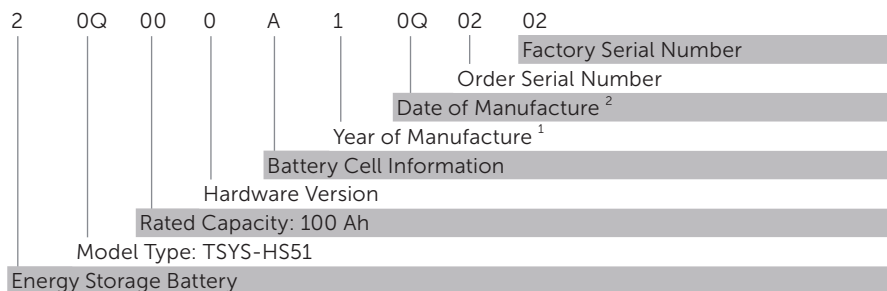 2 0Q 00 0 A 1 0Q 02 02
Factory Serial Number
Order Serial Number
Date of Manufacture 2
Year of Manufacture 1
Battery Cell Information
Hardware Version
Rated Capacity: 100 Ah
Model Type: TSYS-HS51
Energy Storage Battery